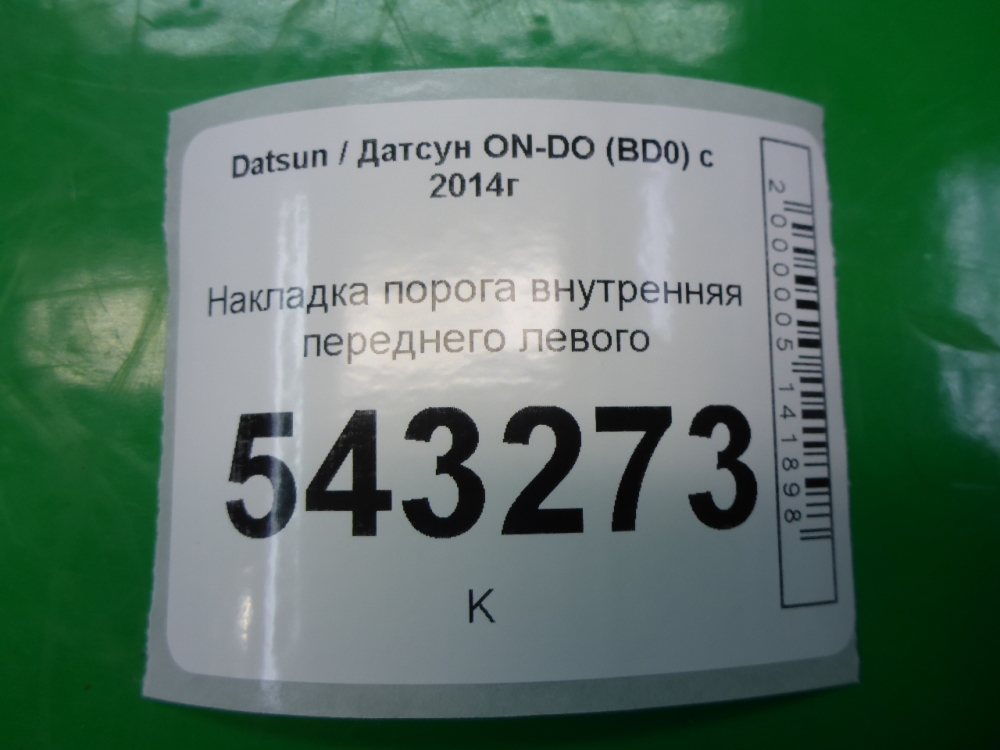 Datsun / Датсун ON-DO (BD0) с
2014г
Накладка порога внутренняя
переднего левого
543273
К
2000005141898